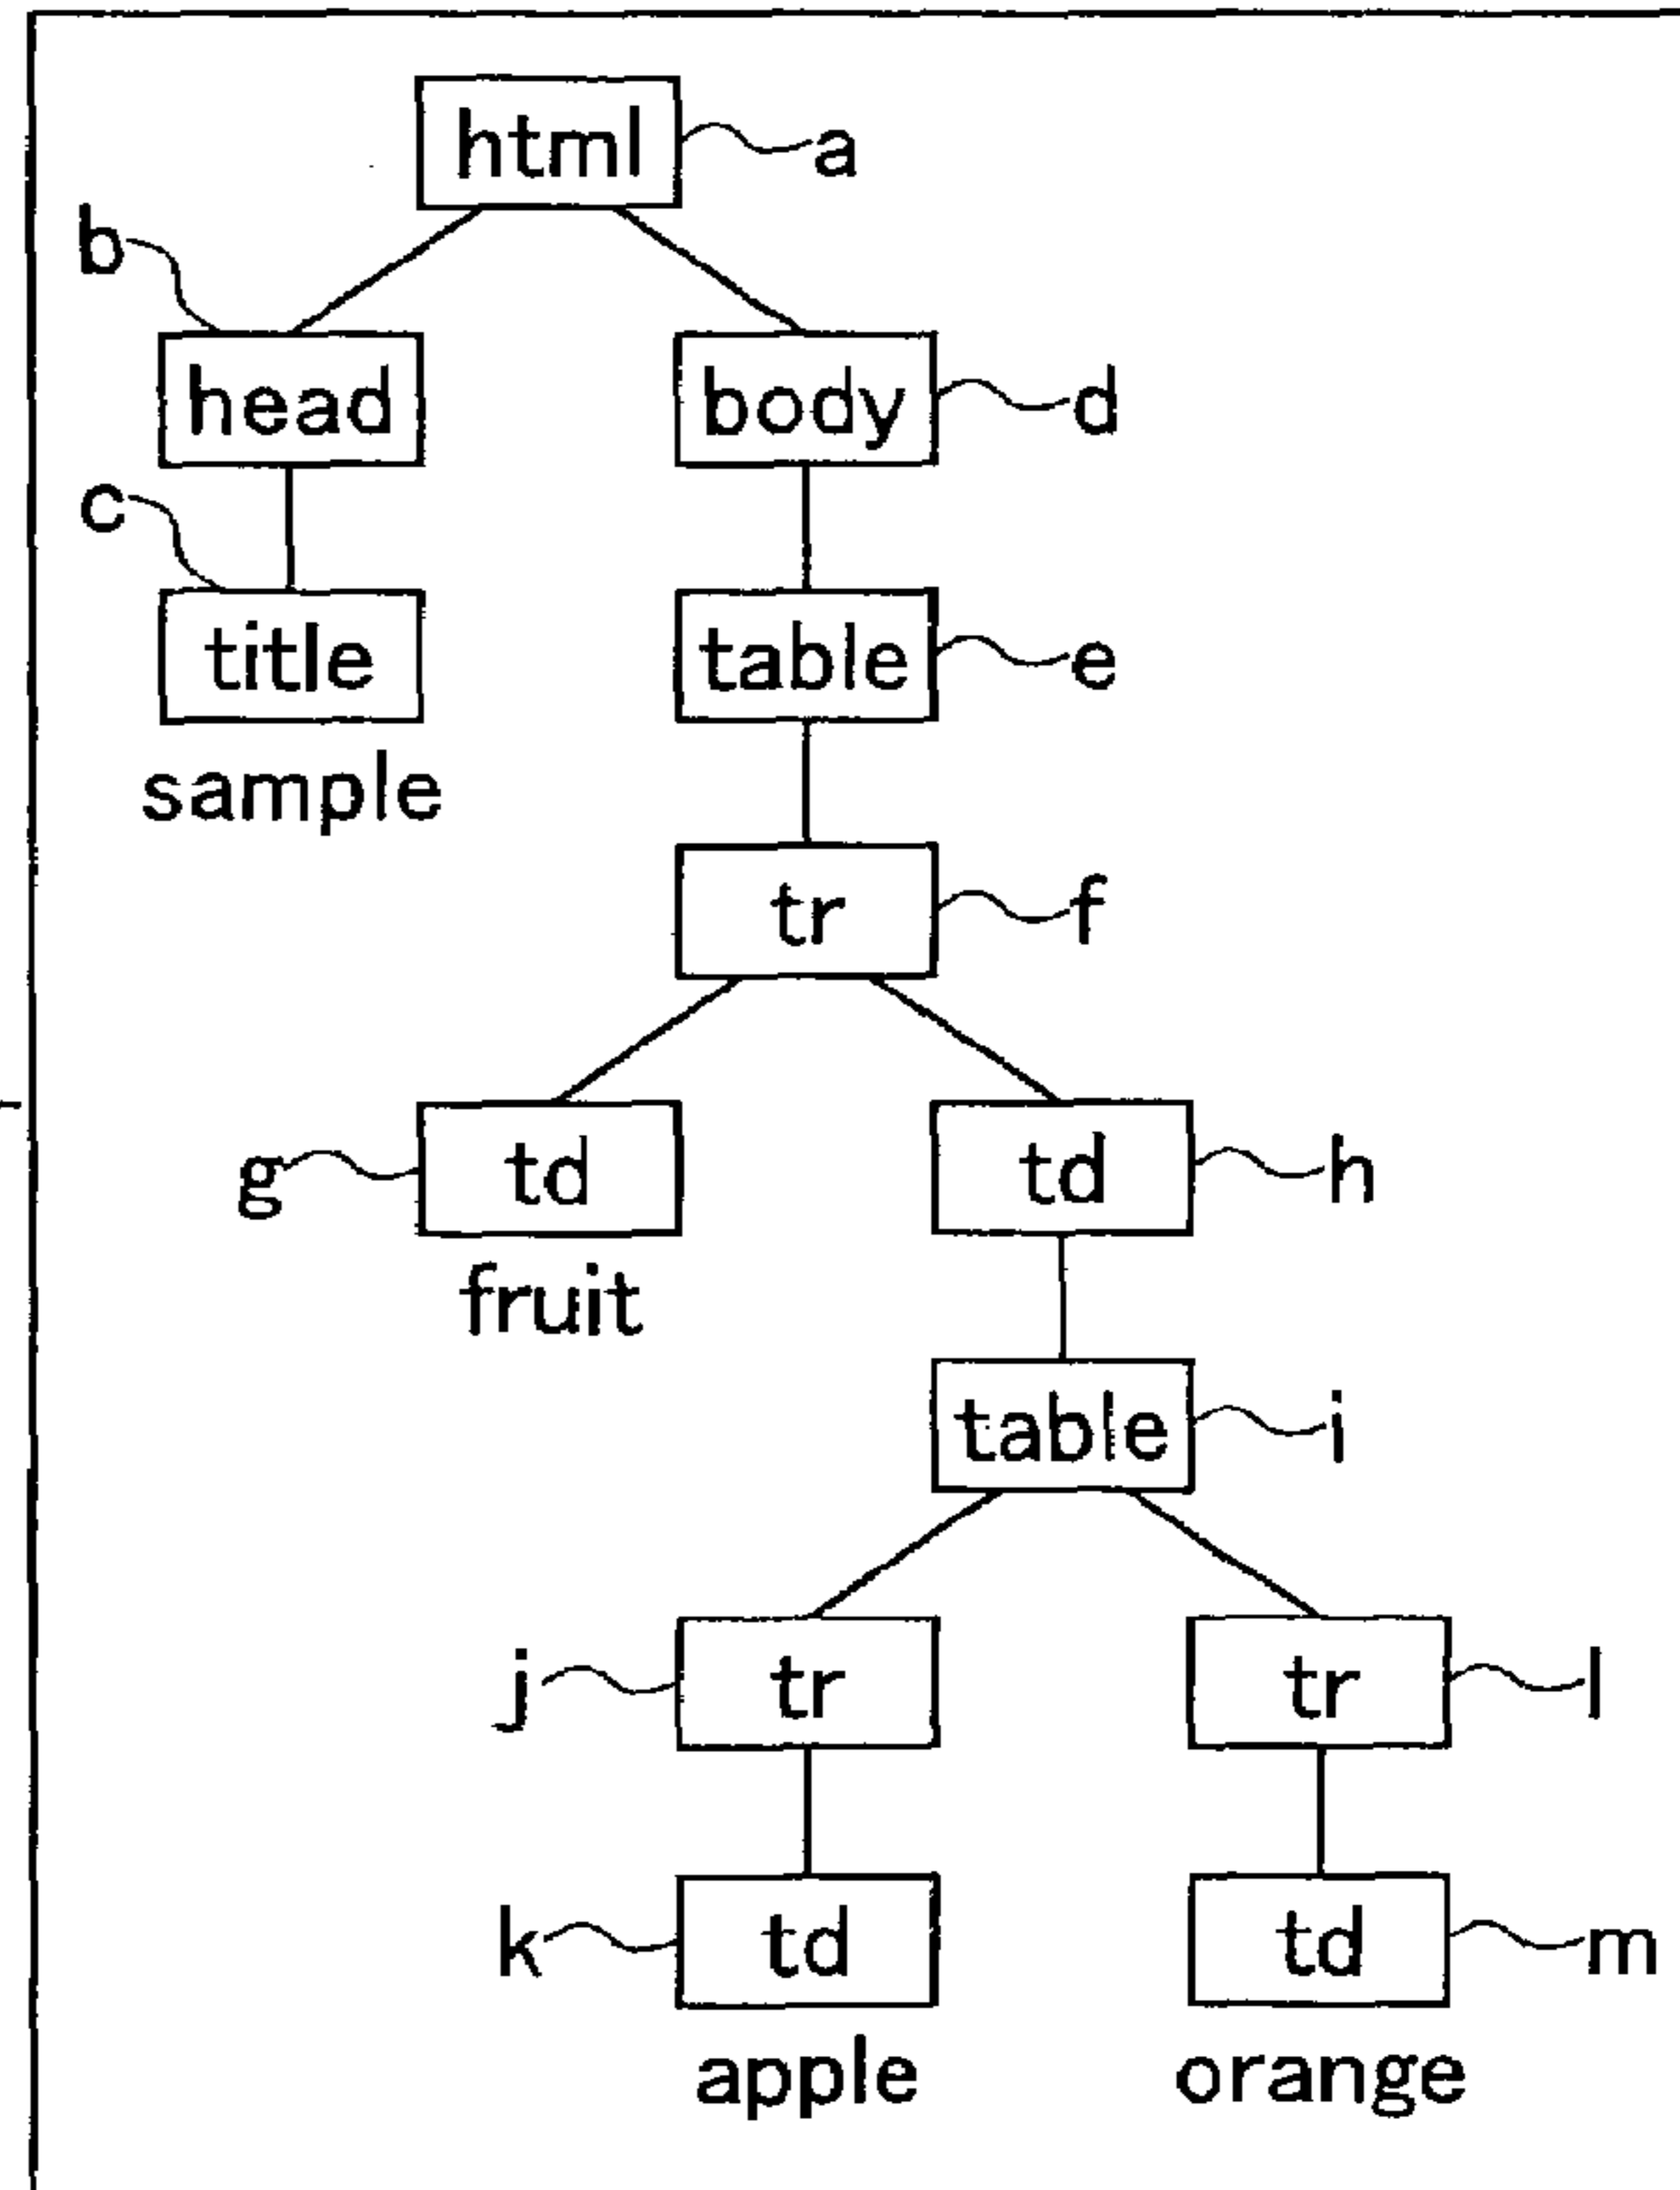 html a
b
head body d
c
title table e
sample
tr f
g td td h
fruit
table i
j tr tr l
k td td m
apple orange